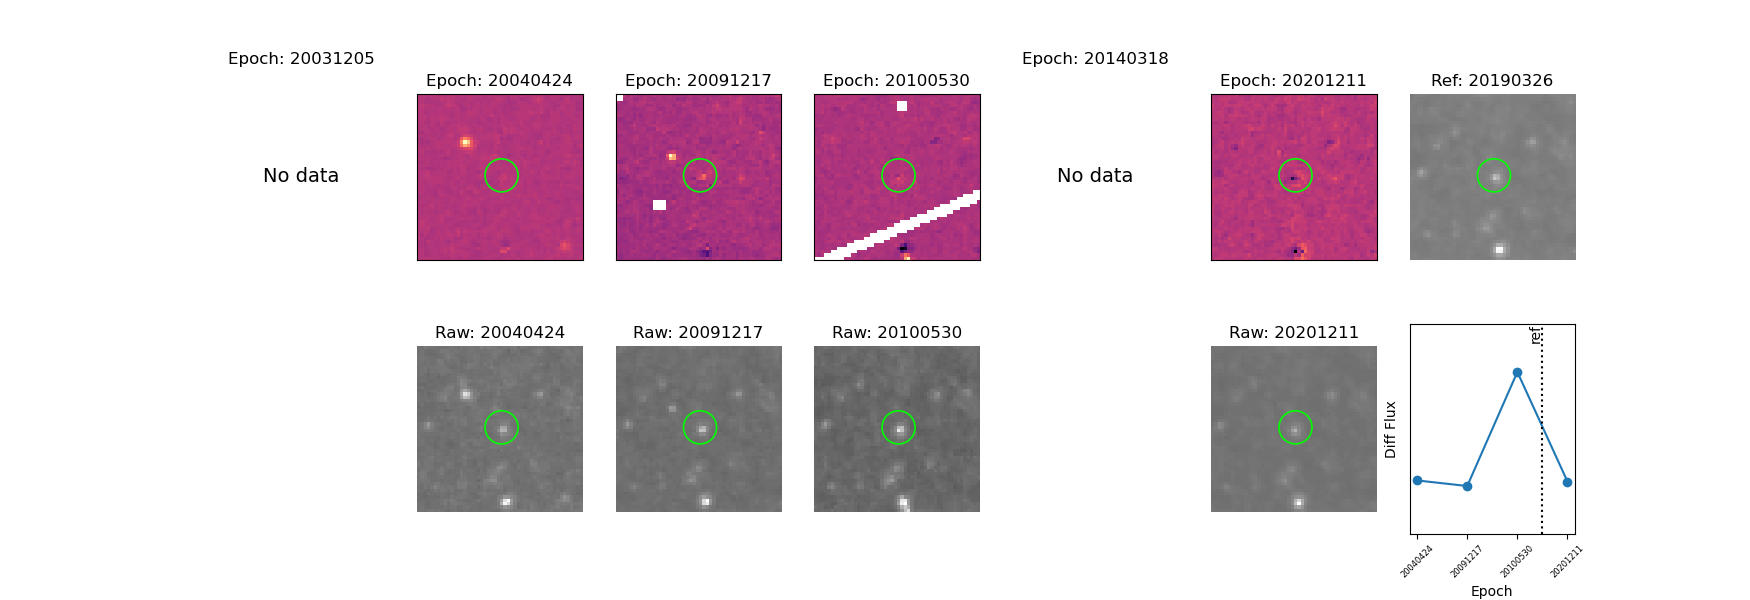 Epoch: 20031205
Epoch: 20040424
Epoch: 20091217
Epoch: 20100530
Epoch: 20140318
Epoch: 20201211
Ref: 20190326
No data
No data
Raw: 20040424
Raw: 20091217
Raw: 20100530
Raw: 20201211
ref
Diff Flux
20040424
20091217
20100530
20201211
Epoch